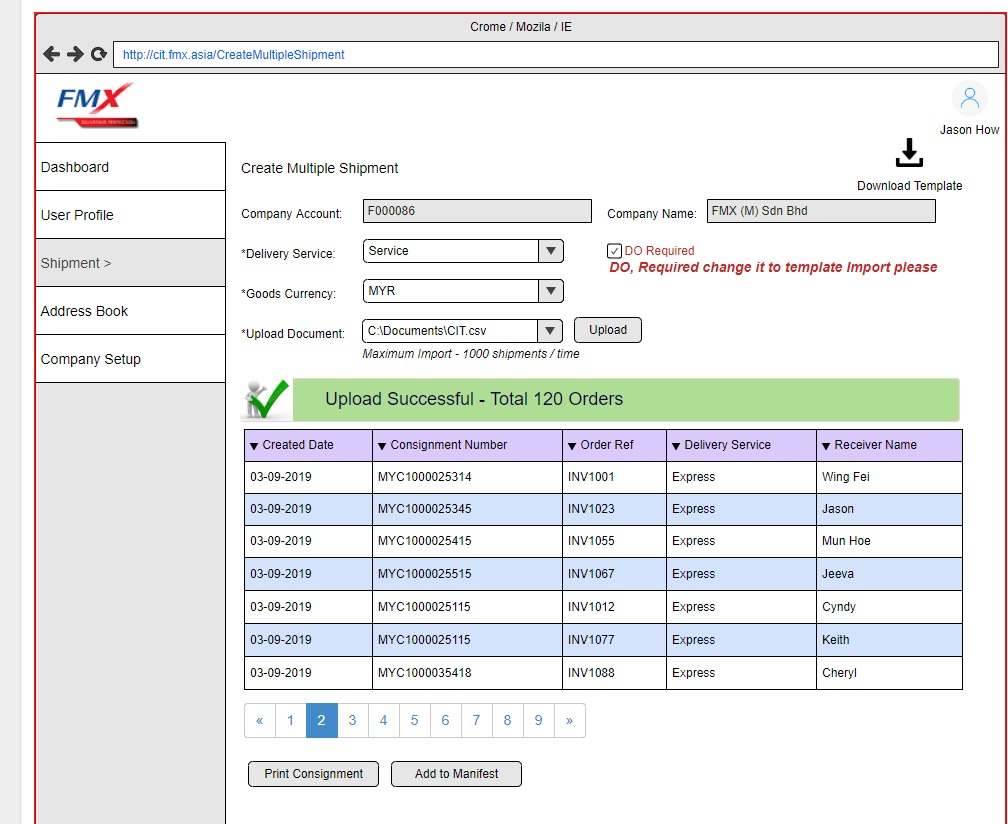 Crome / Mozila / IE
http://cit.fmx.asia/CreateMultipleShipment
FMX
DELIVERING PERFECTION
Jason How
Dashboard
User Profile
Shipment >
Address Book
Company Setup
Create Multiple Shipment
Download Template
Company Account: F000086 Company Name: FMX (M) Sdn Bhd
*Delivery Service: Service DO Required
DO, Required change it to template Import please
*Goods Currency: MYR
*Upload Document: C:\Documents\CIT.csv Upload
Maximum Import - 1000 shipments / time
Upload Successful - Total 120 Orders
Created Date Consignment Number Order Ref Delivery Service Receiver Name
03-09-2019 MYC1000025314 INV1001 Express Wing Fei
03-09-2019 MYC1000025345 INV1023 Express Jason
03-09-2019 MYC1000025415 INV1055 Express Mun Hoe
03-09-2019 MYC1000025515 INV1067 Express Jeeva
03-09-2019 MYC1000025115 INV1012 Express Cyndy
03-09-2019 MYC1000025115 INV1077 Express Keith
03-09-2019 MYC1000035418 INV1088 Express Cheryl
« 1 2 3 4 5 6 7 8 9 »
Print Consignment Add to Manifest